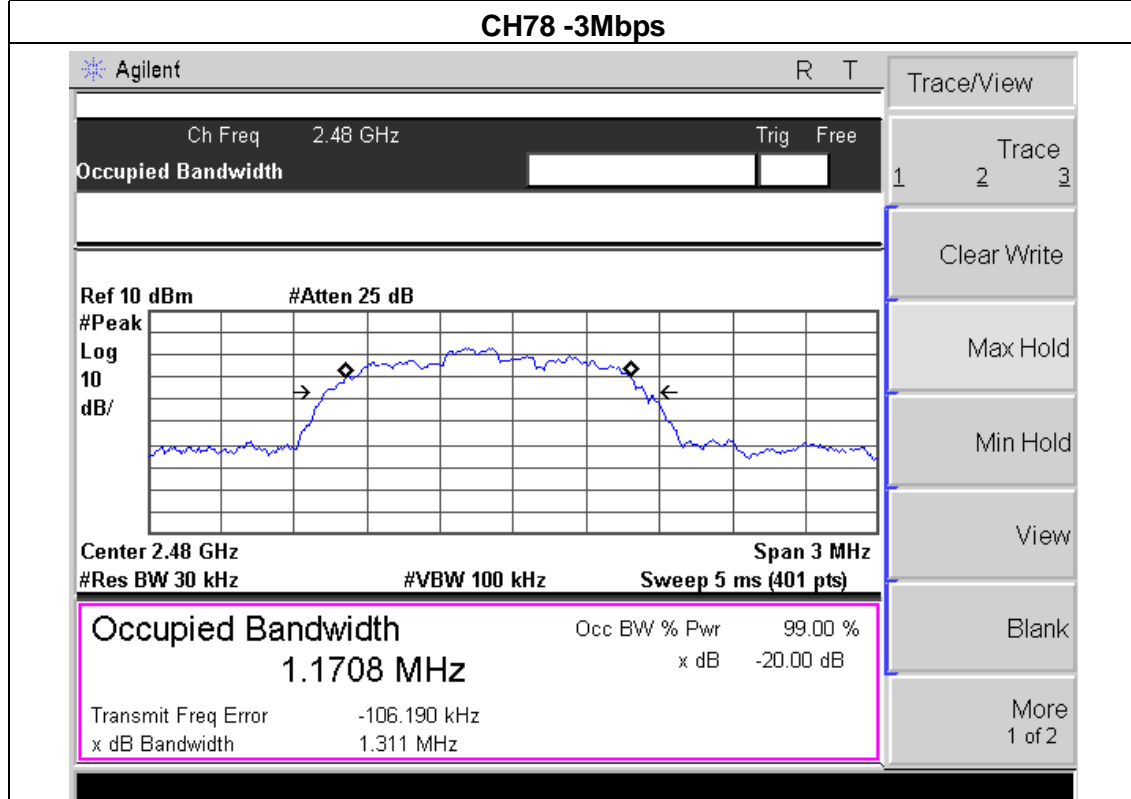 CH78 -3Mbps
Agilent R T
Trace/View
Ch Freq 2.48 GHz Trig Free
Occupied Bandwidth
Trace
1 2 3
Clear Write
Ref 10 dBm #Atten 25 dB
#Peak
Log
10
dB/
Max Hold
Min Hold
View
Center 2.48 GHz Span 3 MHz
#Res BW 30 kHz #VBW 100 kHz Sweep 5 ms (401 pts)
Occupied Bandwidth Occ BW % Pwr 99.00 %
1.1708 MHz x dB -20.00 dB
Blank
Transmit Freq Error -106.190 kHz
x dB Bandwidth 1.311 MHz
More
1 of 2